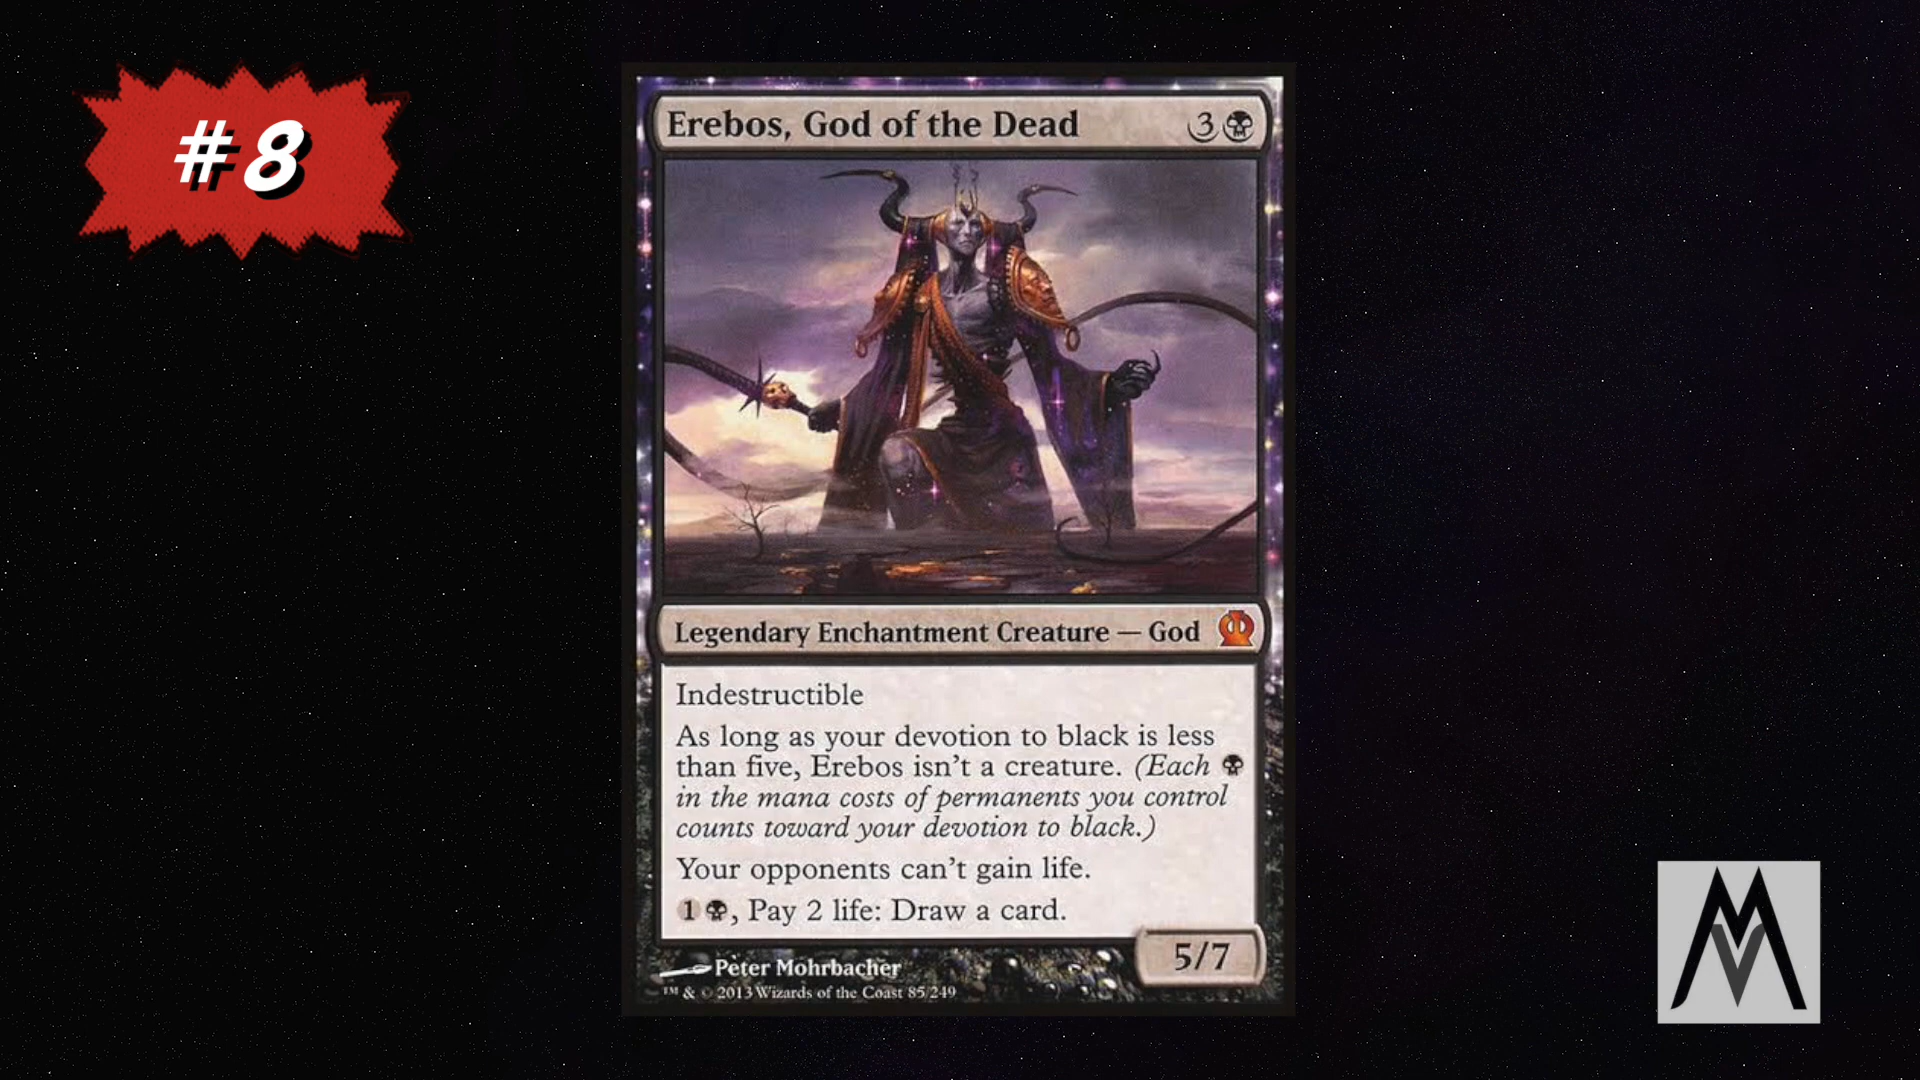 #8
Erebos, God of the Dead 3
Legendary Enchantment Creature — God
Indestructible
As long as your devotion to black is less
than five, Erebos isn't a creature. (Each
in the mana costs of permanents you control
counts toward your devotion to black.)
Your opponents can't gain life.
1, Pay 2 life: Draw a card.
5/7
Peter Mohrbacher
™ & © 2013 Wizards of the Coast 85/249